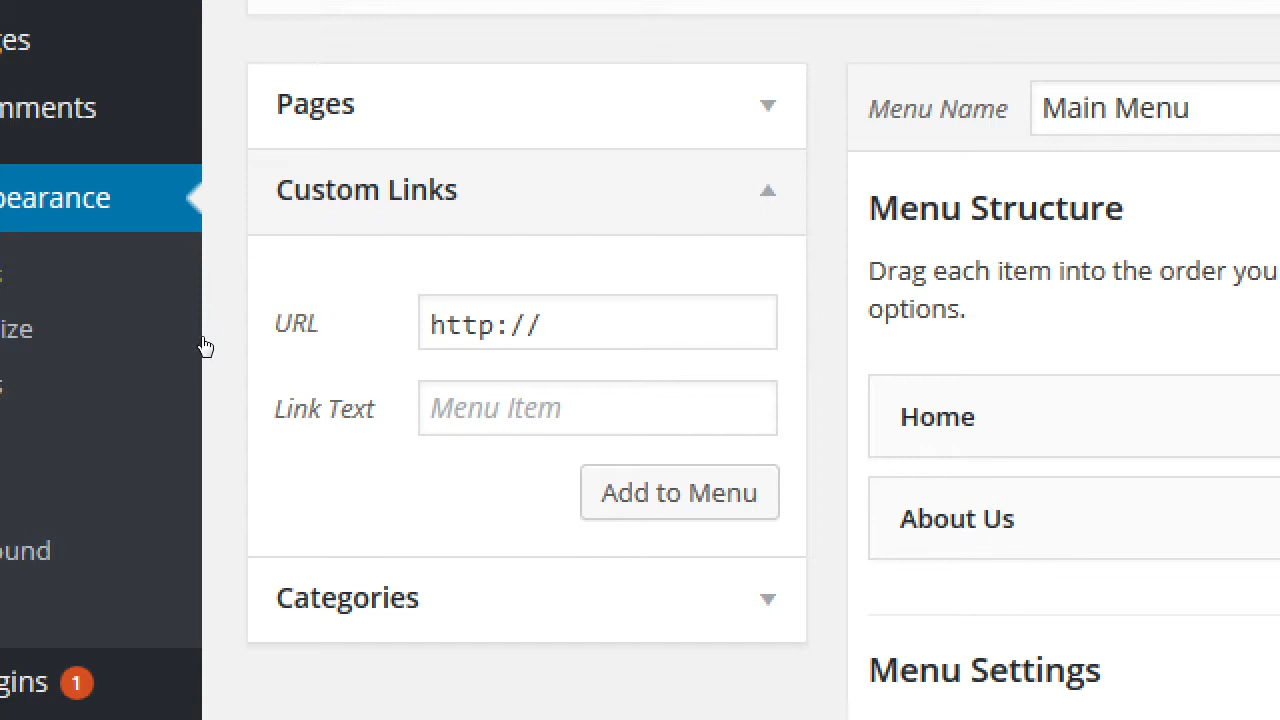 ges
mments
pearance
ize
ound
gins 1
Pages
Custom Links
URL http://
Link Text Menu Item
Add to Menu
Categories
Menu Name Main Menu
Menu Structure
Drag each item into the order you
options.
Home
About Us
Menu Settings